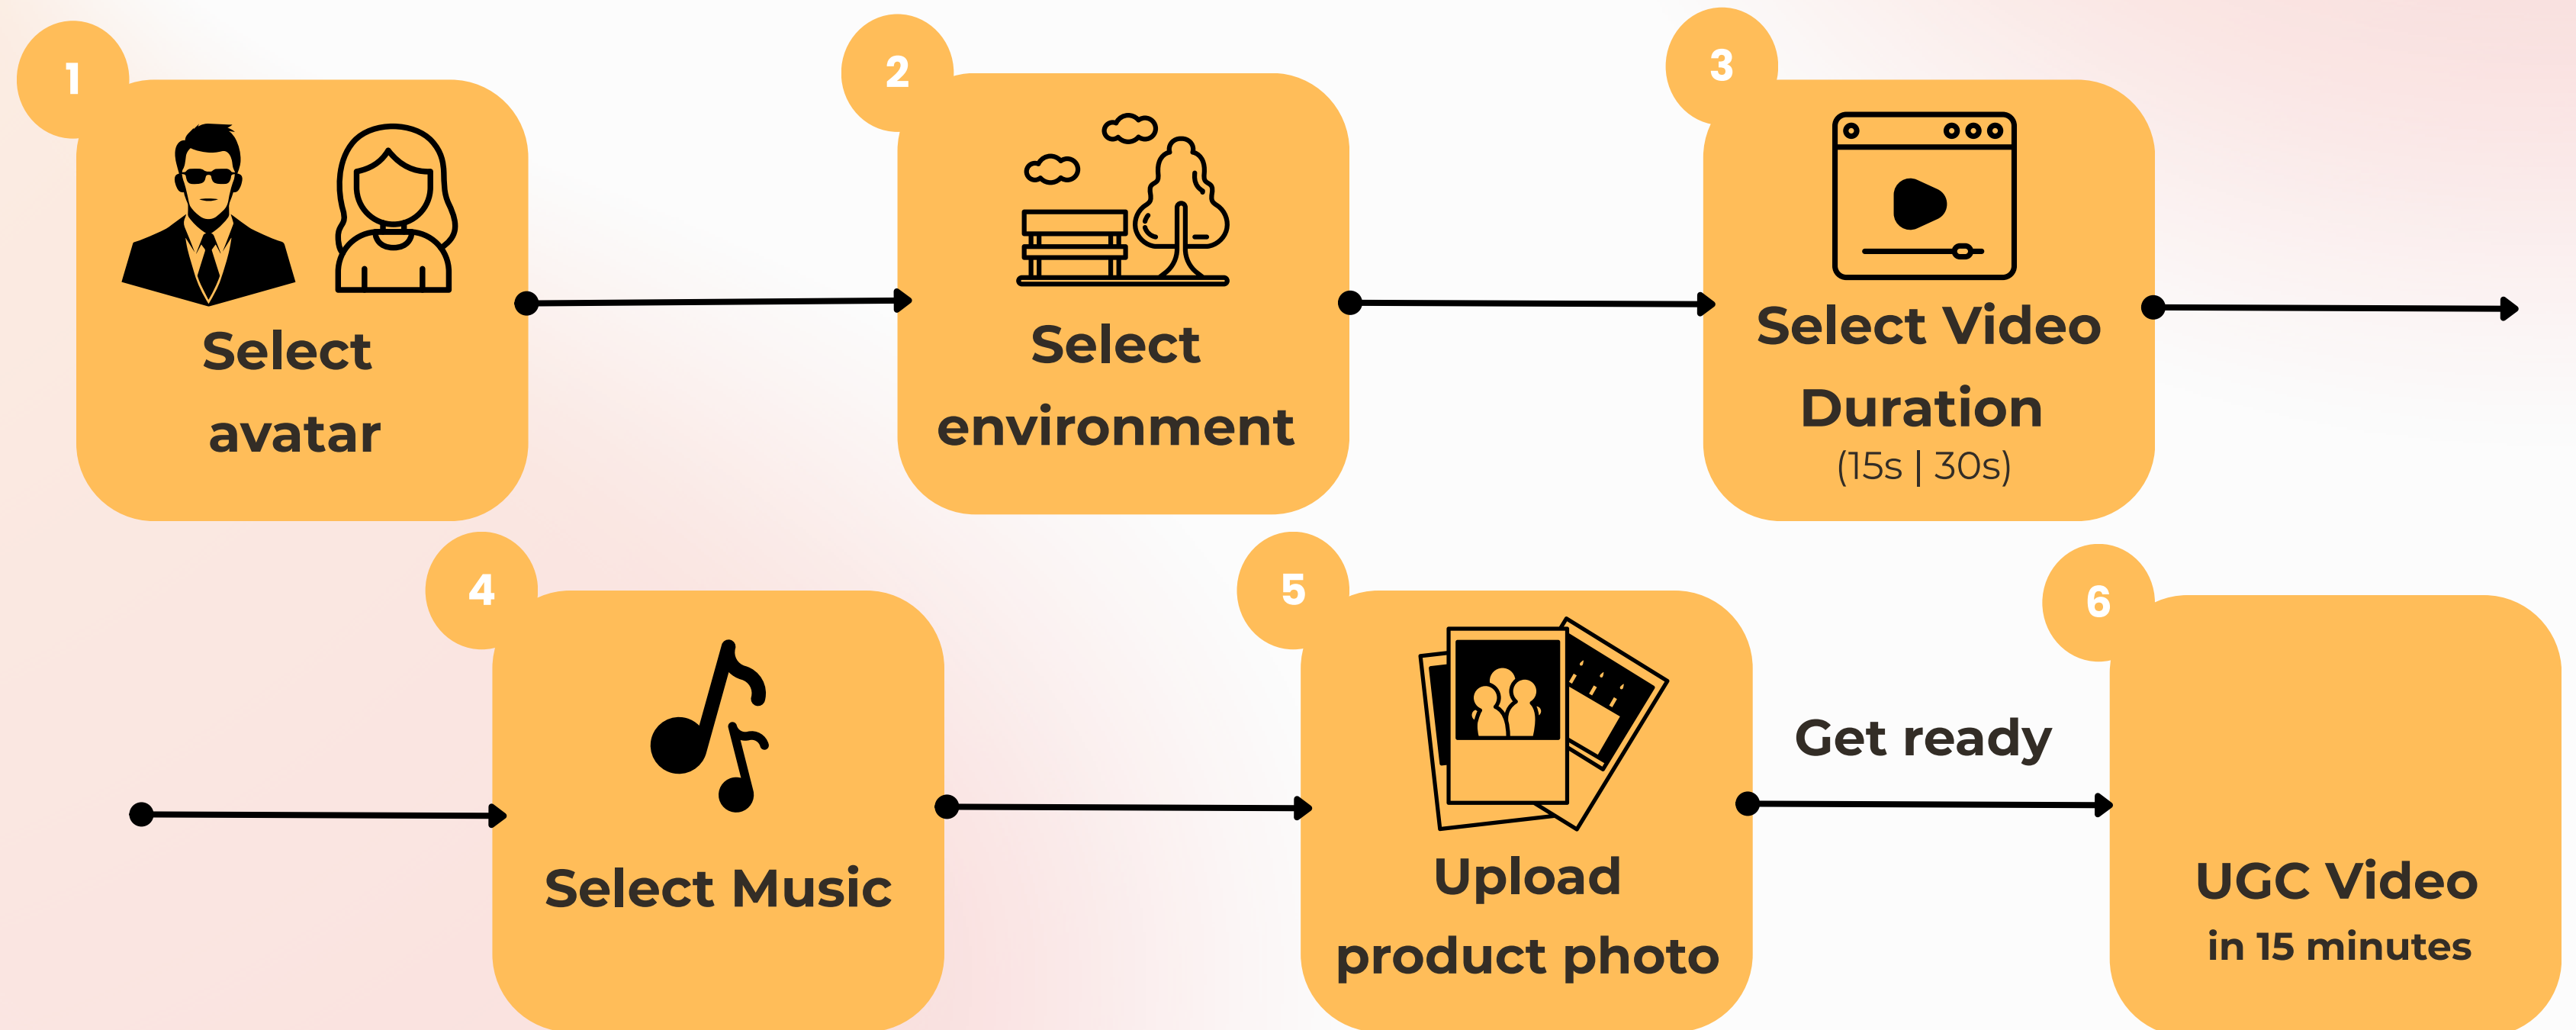 1
Select
avatar
2
Select
environment
3
Select Video
Duration
(15s | 30s)
4
Select Music
5
Upload
product photo
Get ready
6
UGC Video
in 15 minutes